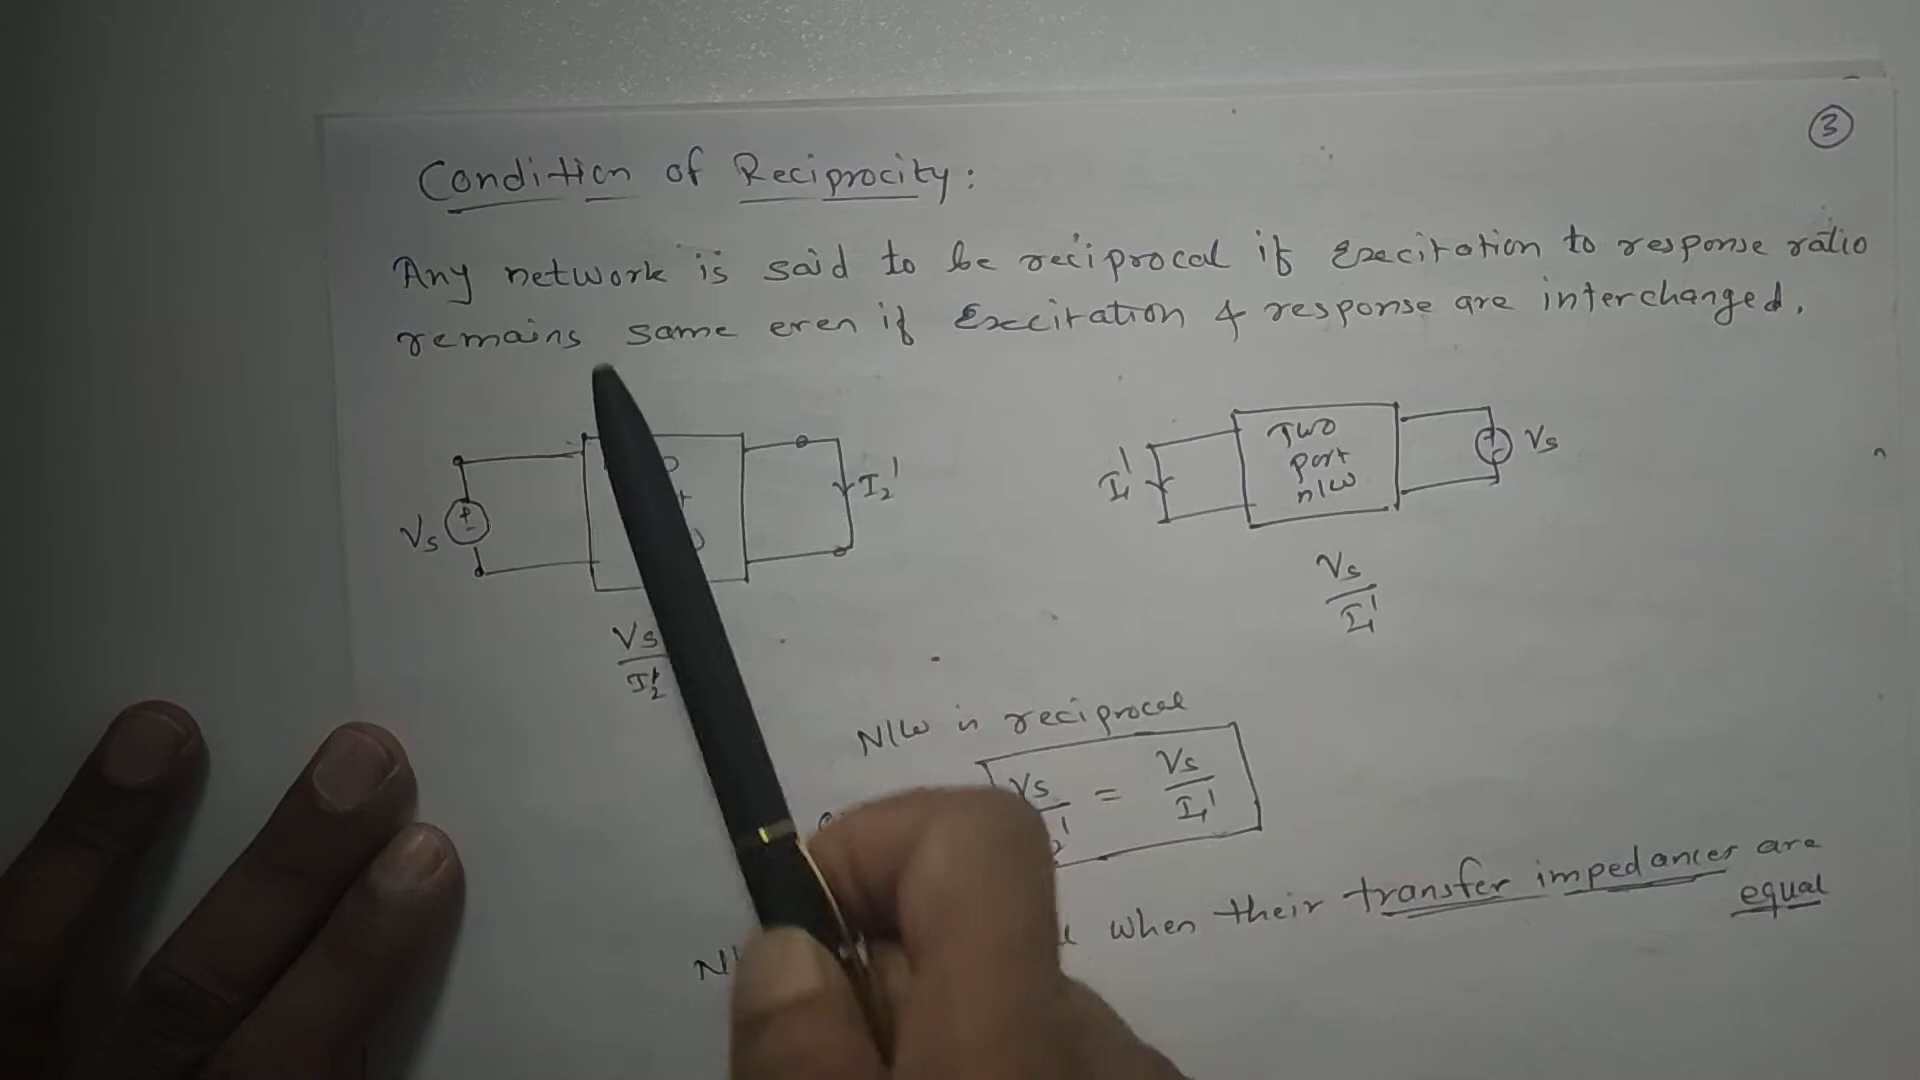 3
Condition of Reciprocity:
Any network is said to be reciprocal if Excitation to response ratio
remains same even if Excitation & response are interchanged.
Vs
+
-
I2'
I1'
Two
port
n/w
+
-
Vs
Vs
I2'
Vs
I1'
N/W is reciprocal
Vs = Vs
I1'
when their transfer impedances are
equal